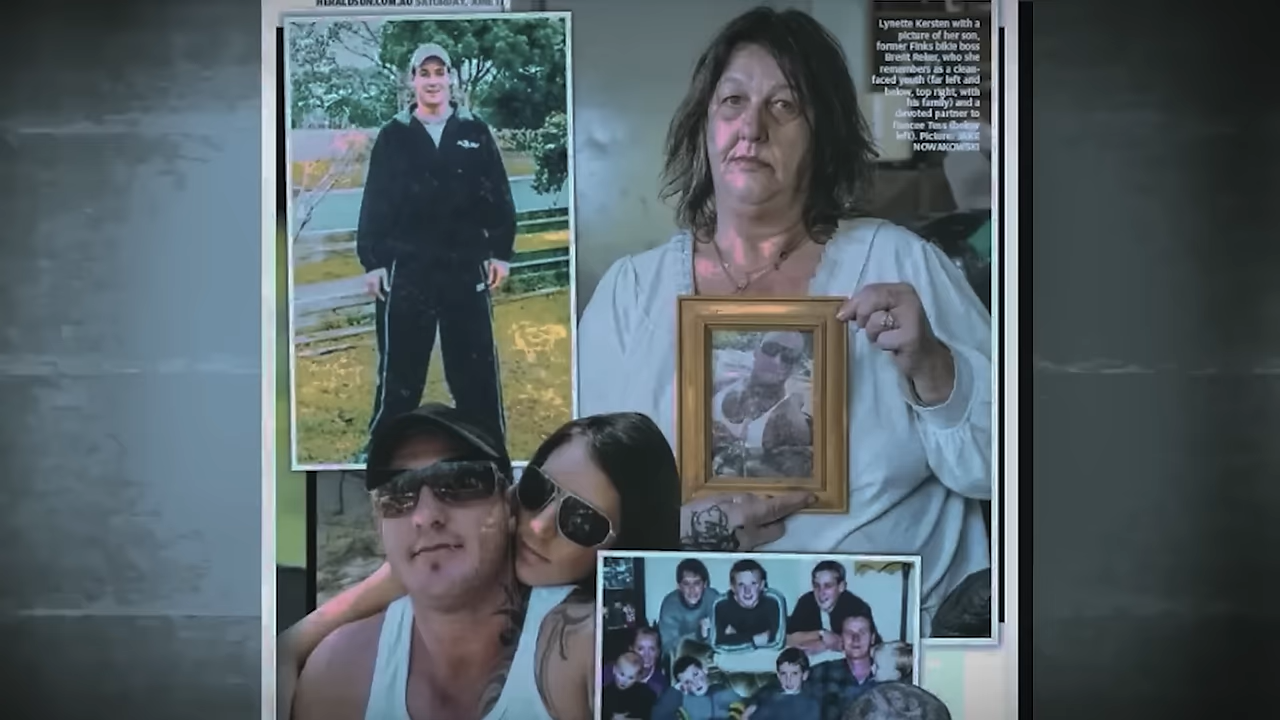 HERALDSUN.COM.AU SATURDAY, JUNE
Lynette Kersten with a
picture of her son,
former Finks bikie boss
Brent Reker, who she
remembers as a clean-
faced youth (far left and
below, top right, with
his family) and a
devoted partner to
fiancee Tess (below
left). Picture: JAKE
NOWAKOWSKI